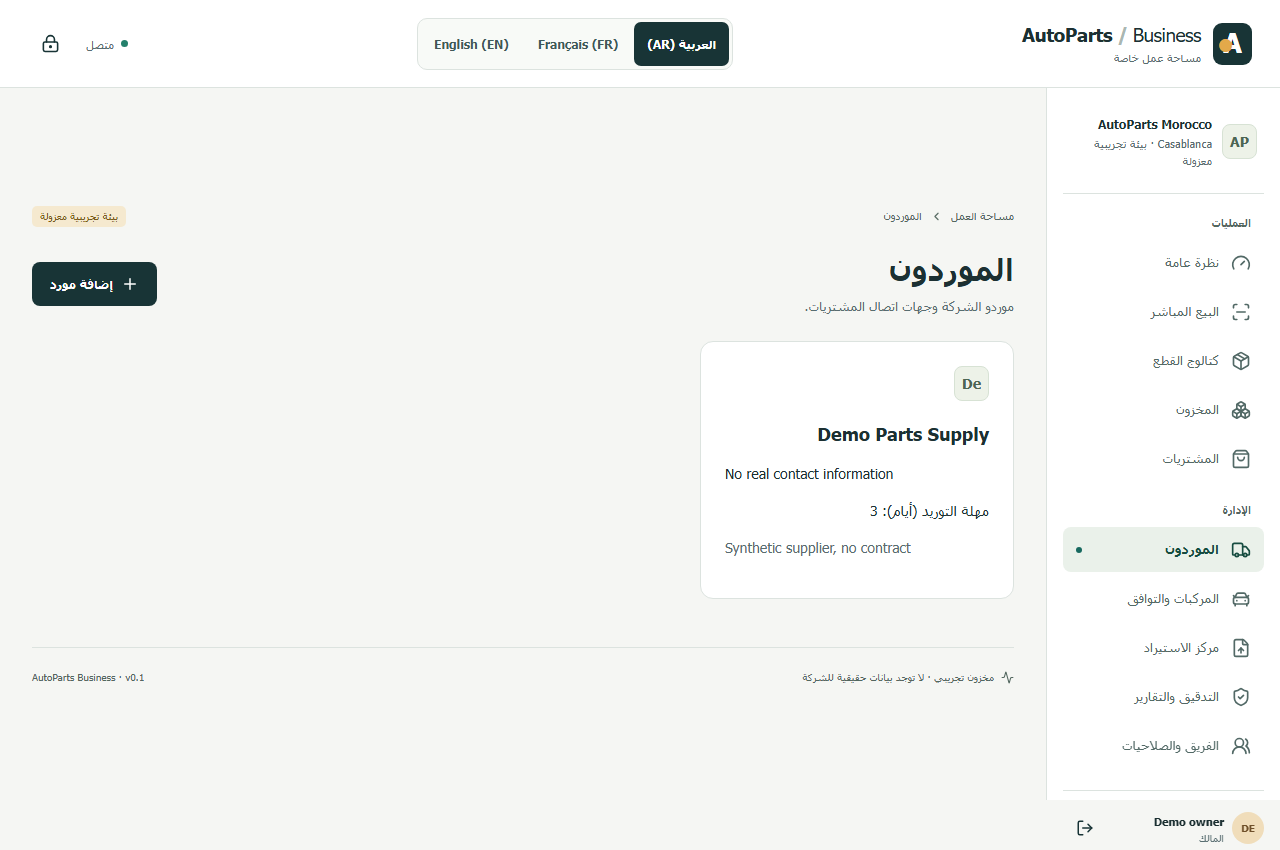 A
AutoParts / Business
مساحة عمل خاصة
العربية (AR)
Français (FR)
English (EN)
متصل
AP
AutoParts Morocco
Casablanca · بيئة تجريبية
معزولة
العمليات
نظرة عامة
البيع المباشر
كتالوج القطع
المخزون
المشتريات
الإدارة
الموردون
المركبات والتوافق
مركز الاستيراد
التدقيق والتقارير
الفريق والصلاحيات
DE
Demo owner
المالك
مساحة العمل
الموردون
بيئة تجريبية معزولة
الموردون
موردو الشركة وجهات اتصال المشتريات.
إضافة مورد
De
Demo Parts Supply
No real contact information
مهلة التوريد (أيام): 3
Synthetic supplier, no contract
مخزون تجريبي · لا توجد بيانات حقيقية للشركة
AutoParts Business · v0.1